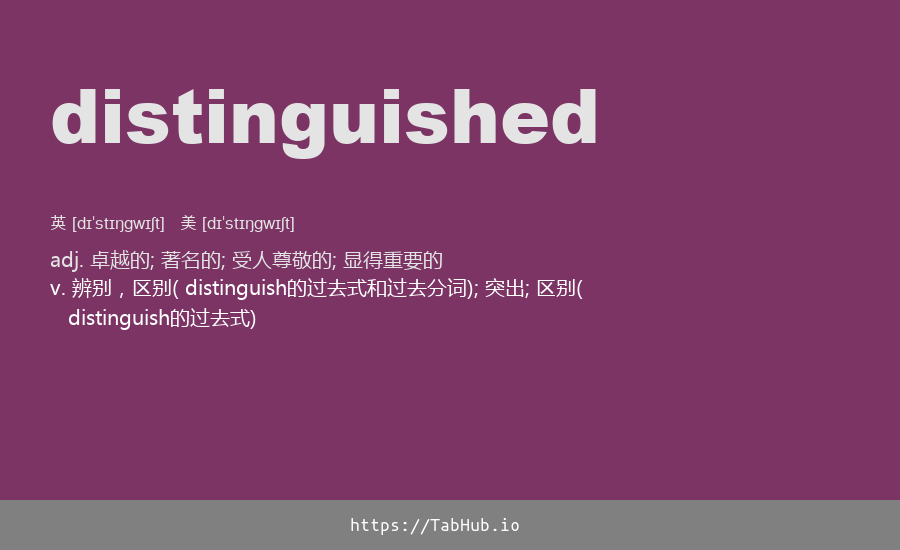 distinguished
英 [dɪˈstɪŋgwɪʃt] 美 [dɪˈstɪŋgwɪʃt]
adj. 卓越的; 著名的; 受人尊敬的; 显得重要的
v. 辨别，区别( distinguish的过去式和过去分词); 突出; 区别(
distinguish的过去式)
https://TabHub.io